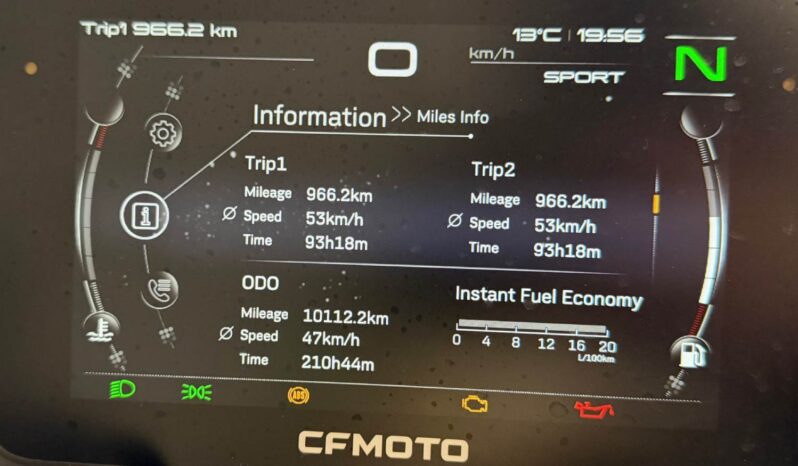 Trip1 966.2 km
13°C | 19:56
0
km/h
SPORT
N
Information >> Miles Info
Trip1
Mileage 966.2km
Ø Speed 53km/h
Time 93h18m
Trip2
Mileage 966.2km
Ø Speed 53km/h
Time 93h18m
ODO
Mileage 10112.2km
Ø Speed 47km/h
Time 210h44m
Instant Fuel Economy
0 4 8 12 16 20
L/100km
ABS
CFMOTO